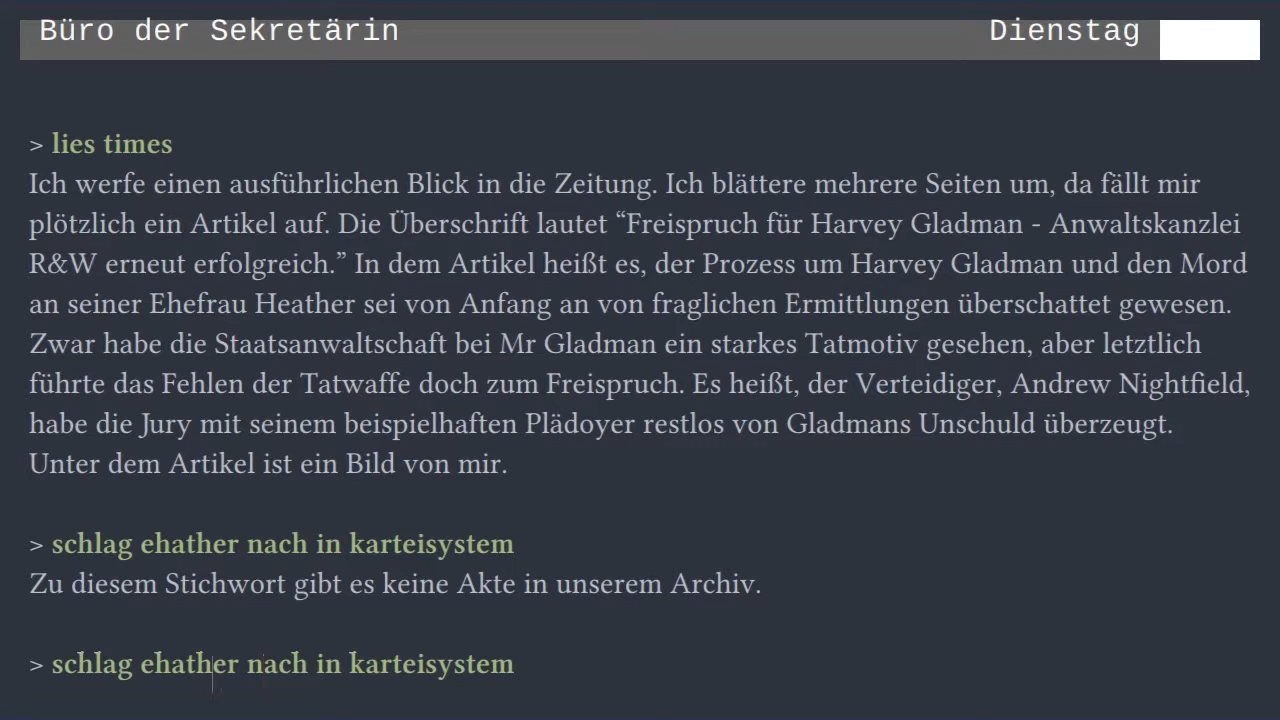 Büro der Sekretärin Dienstag
> lies times
Ich werfe einen ausführlichen Blick in die Zeitung. Ich blättere mehrere Seiten um, da fällt mir
plötzlich ein Artikel auf. Die Überschrift lautet “Freispruch für Harvey Gladman - Anwaltskanzlei
R&W erneut erfolgreich.” In dem Artikel heißt es, der Prozess um Harvey Gladman und den Mord
an seiner Ehefrau Heather sei von Anfang an von fraglichen Ermittlungen überschattet gewesen.
Zwar habe die Staatsanwaltschaft bei Mr Gladman ein starkes Tatmotiv gesehen, aber letztlich
führte das Fehlen der Tatwaffe doch zum Freispruch. Es heißt, der Verteidiger, Andrew Nightfield,
habe die Jury mit seinem beispielhaften Plädoyer restlos von Gladmans Unschuld überzeugt.
Unter dem Artikel ist ein Bild von mir.
> schlag ehather nach in karteisystem
Zu diesem Stichwort gibt es keine Akte in unserem Archiv.
> schlag ehather nach in karteisystem